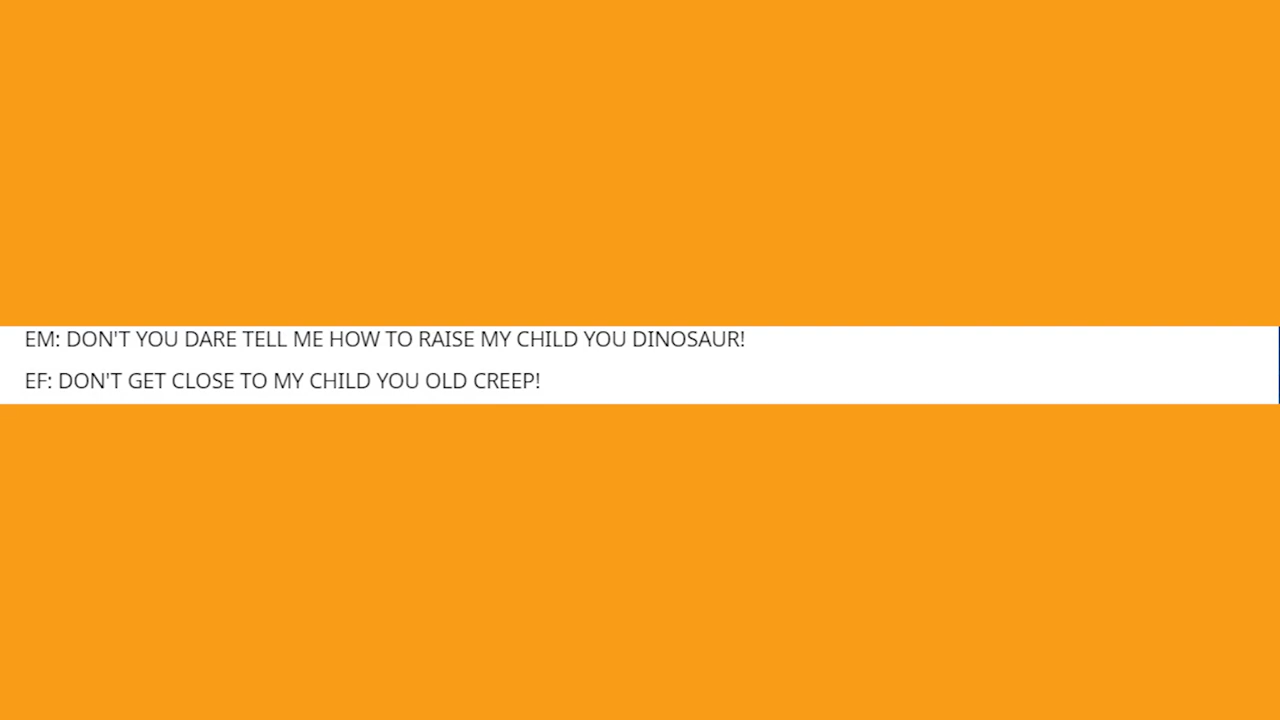 EM: DON'T YOU DARE TELL ME HOW TO RAISE MY CHILD YOU DINOSAUR!
EF: DON'T GET CLOSE TO MY CHILD YOU OLD CREEP!